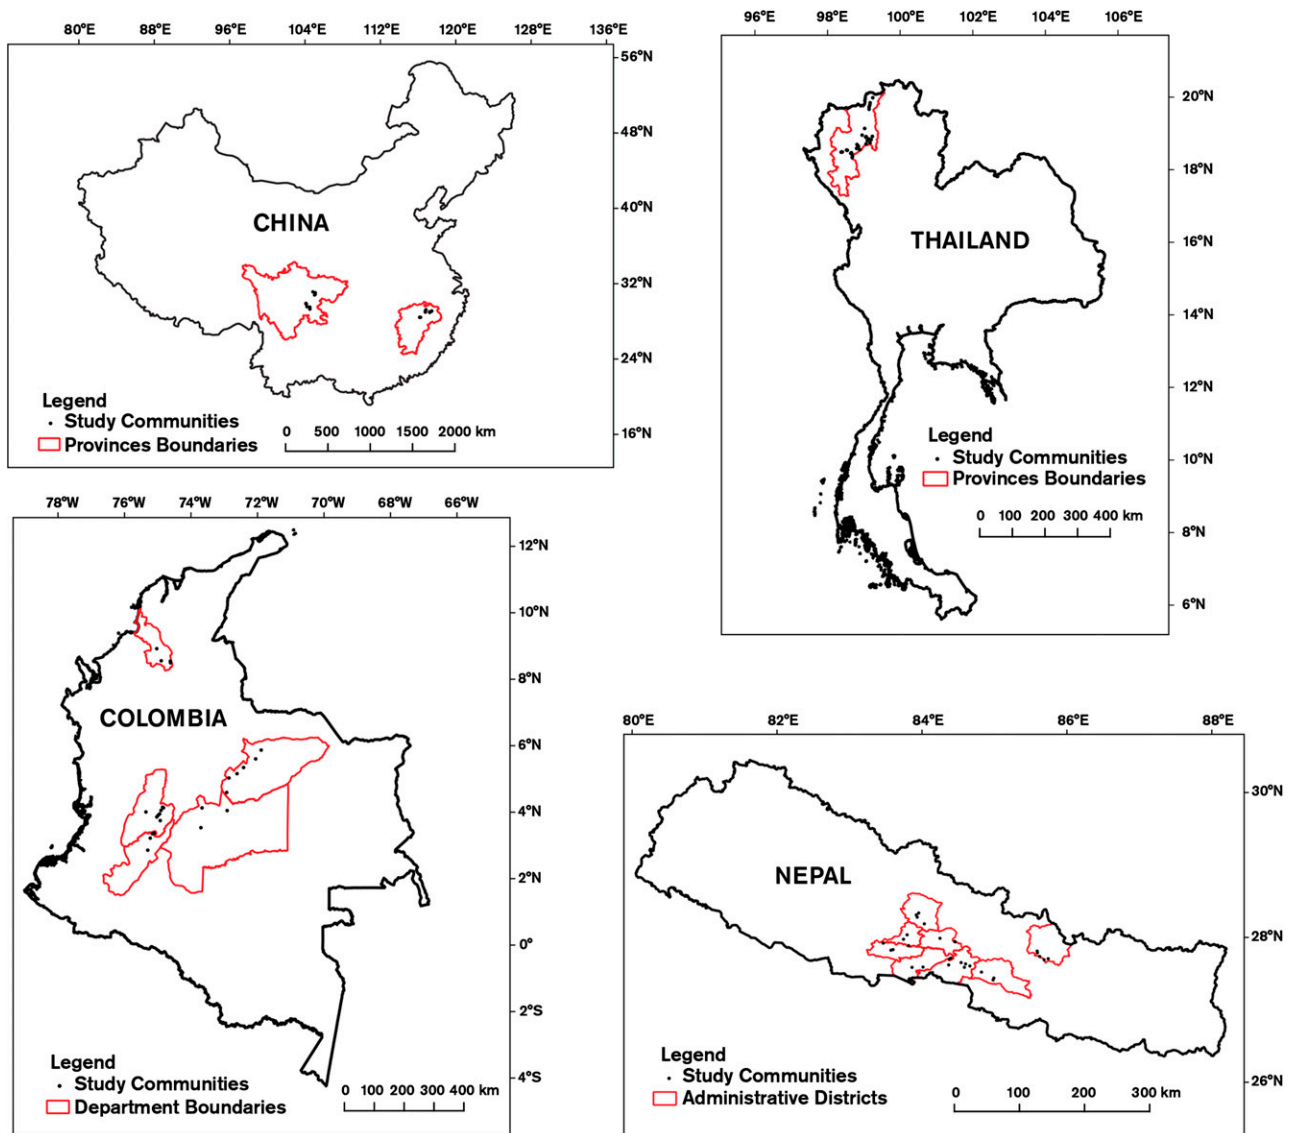 80°E 88°E 96°E 104°E 112°E 120°E 128°E 136°E
56°N
48°N
40°N
32°N
24°N
16°N
CHINA
Legend
Study Communities
Provinces Boundaries
0 500 1000 1500 2000 km
96°E 98°E 100°E 102°E 104°E 106°E
20°N
18°N
16°N
14°N
12°N
10°N
8°N
6°N
THAILAND
Legend
Study Communities
Provinces Boundaries
0 100 200 300 400 km
78°W 76°W 74°W 72°W 70°W 68°W 66°W
12°N
10°N
8°N
6°N
4°N
2°N
0°
2°S
4°S
COLOMBIA
Legend
Study Communities
Department Boundaries
0 100 200 300 400 km
80°E 82°E 84°E 86°E 88°E
30°N
28°N
26°N
NEPAL
Legend
Study Communities
Administrative Districts
0 100 200 300 km